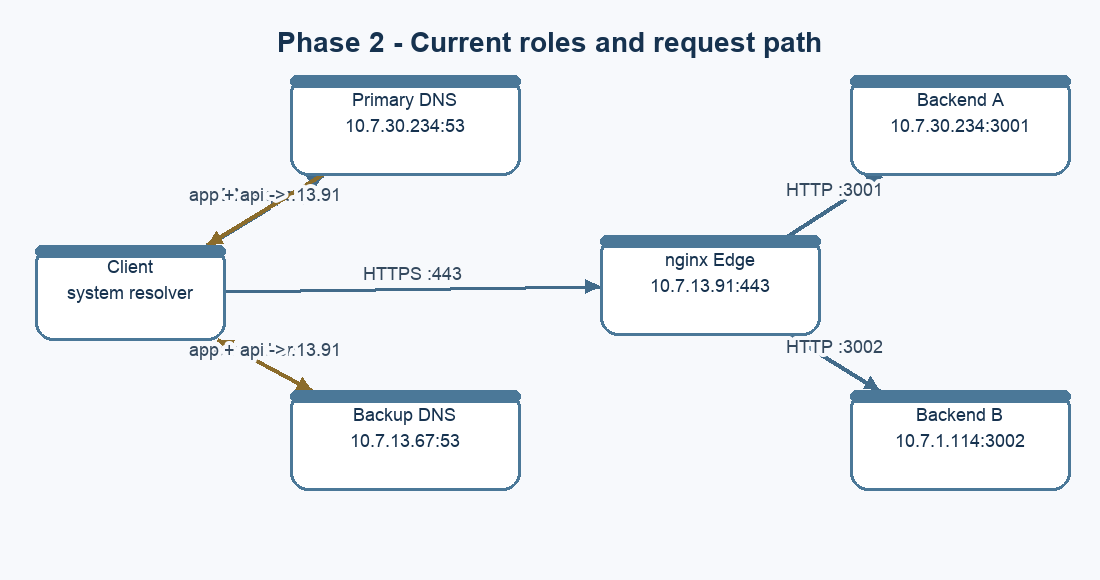 Phase 2 - Current roles and request path
Primary DNS
10.7.30.234:53
Backend A
10.7.30.234:3001
app + api -> .13.91
HTTP :3001
Client
system resolver
HTTPS :443
nginx Edge
10.7.13.91:443
app + api -> .13.91
HTTP :3002
Backup DNS
10.7.13.67:53
Backend B
10.7.1.114:3002